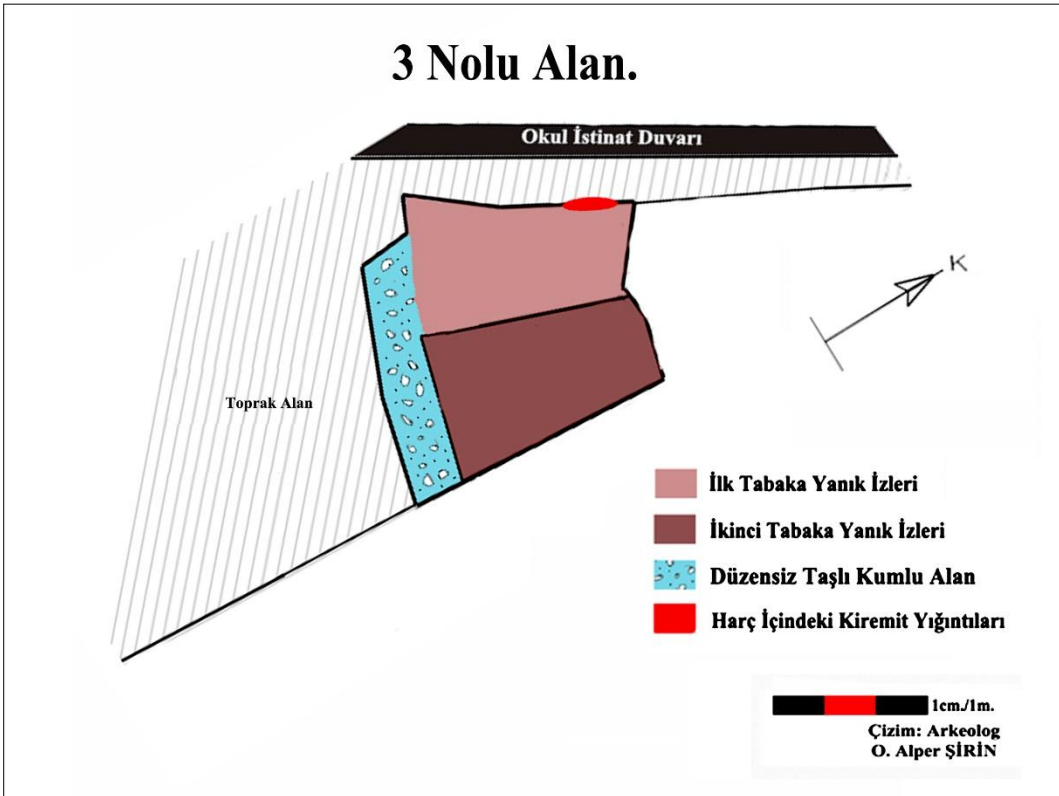 3 Nolu Alan.
Okul İstinat Duvarı
K
Toprak Alan
İlk Tabaka Yanık İzleri
İkinci Tabaka Yanık İzleri
Düzensiz Taşlı Kumlu Alan
Harç İçindeki Kiremit Yığıntıları
1cm./1m.
Çizim: Arkeolog
O. Alper ŞİRİN